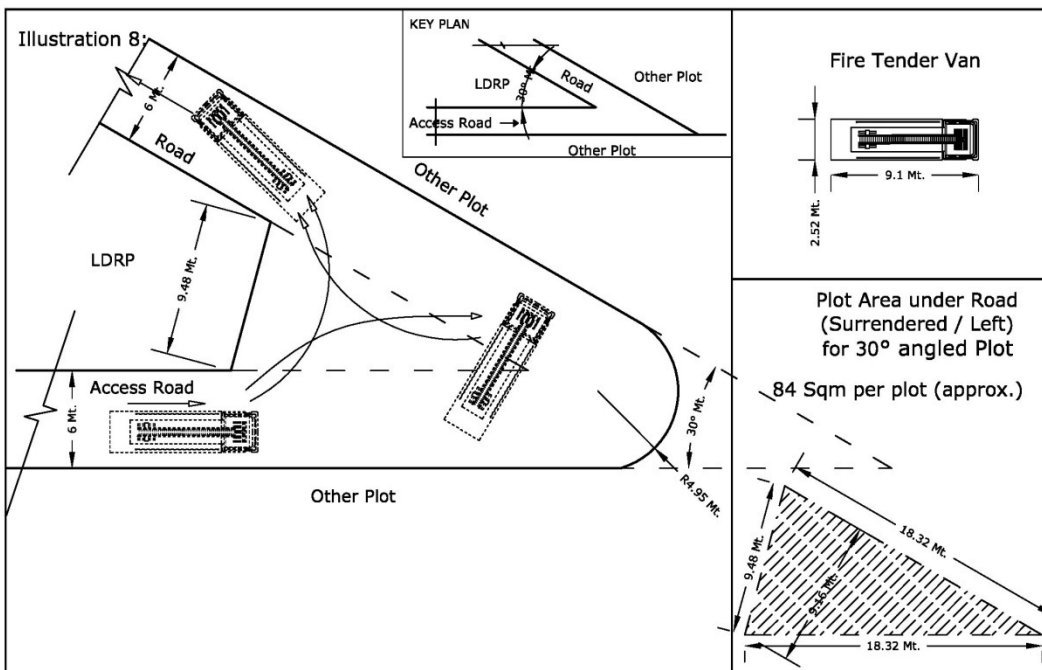 Illustration 8:
6 Mt.
Road
LDRP
9.48 Mt.
Access Road
6 Mt.
Other Plot
Other Plot
30° Mt.
R4.95 Mt.
KEY PLAN
LDRP
30° Mt.
Road
Other Plot
Access Road
Other Plot
Fire Tender Van
2.52 Mt.
9.1 Mt.
Plot Area under Road
(Surrendered / Left)
for 30° angled Plot
84 Sqm per plot (approx.)
18.32 Mt.
9.48 Mt.
9.16 Mt.
18.32 Mt.